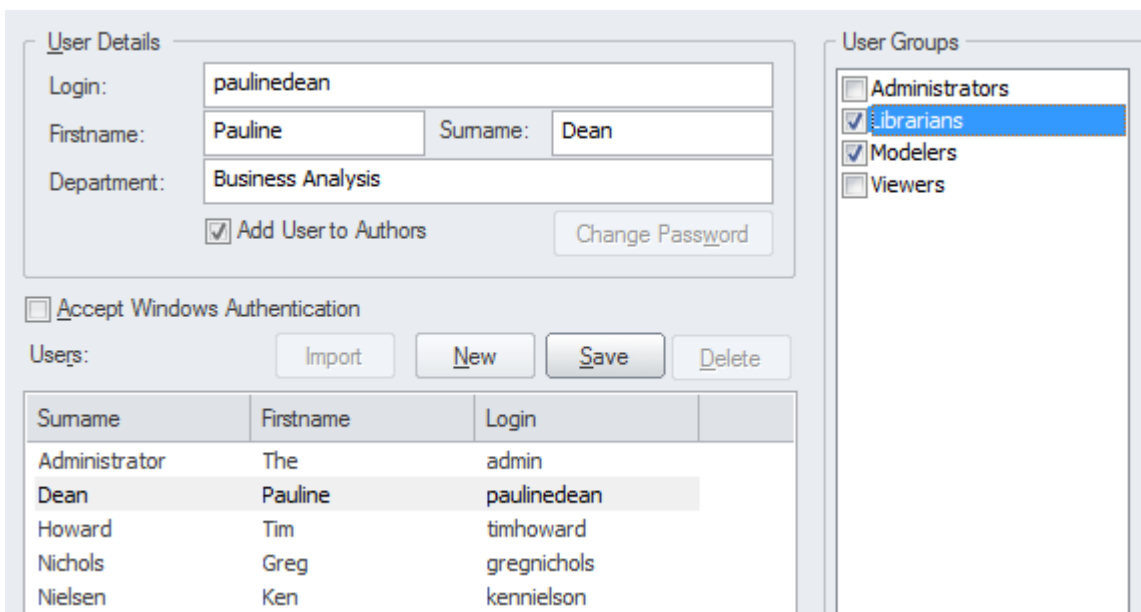 User Details
Login: paulinedean
Firstname: Pauline Surname: Dean
Department: Business Analysis
Add User to Authors Change Password
Accept Windows Authentication
Users: Import New Save Delete
Surname Firstname Login
Administrator The admin
Dean Pauline paulinedean
Howard Tim timhoward
Nichols Greg gregnichols
Nielsen Ken kennielson
User Groups
Administrators
Librarians
Modelers
Viewers